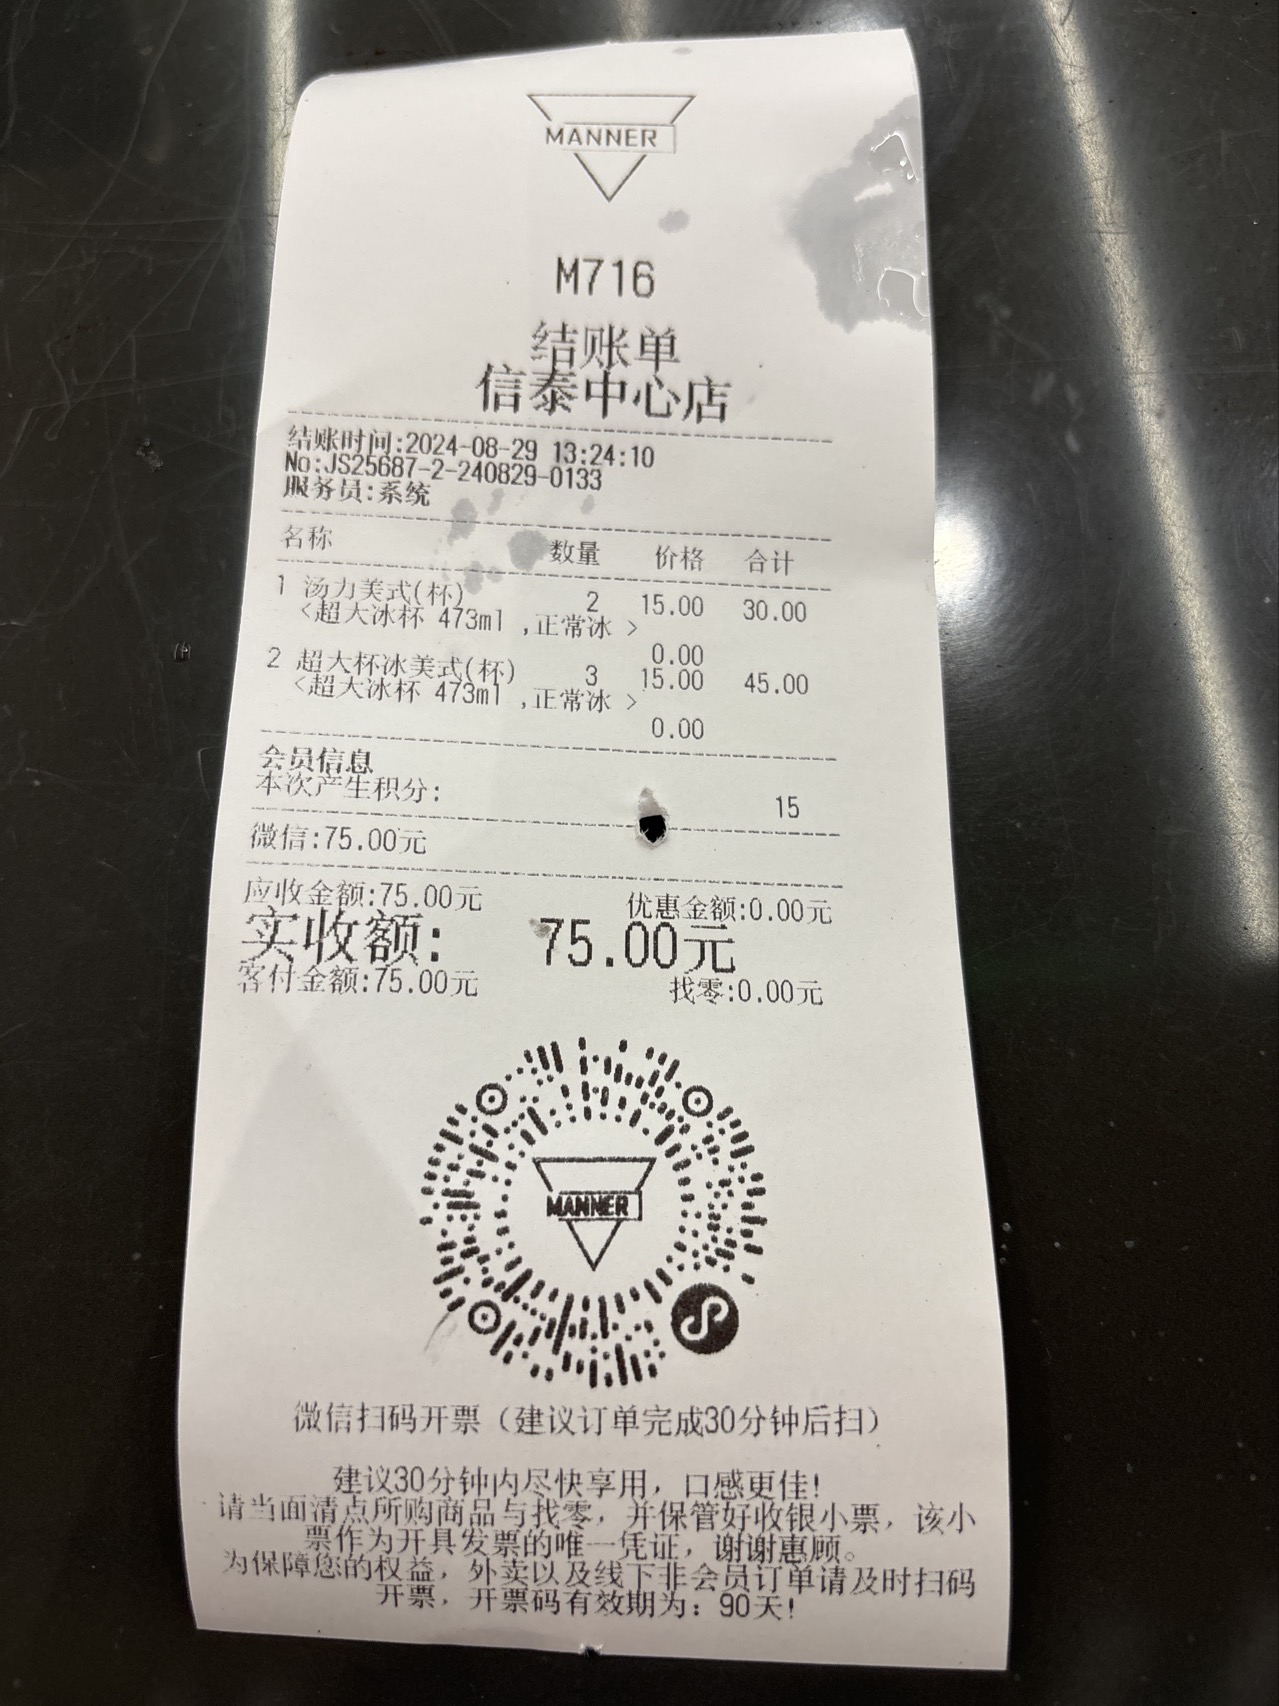 MANNER
M716
结账单
信泰中心店
结账时间:2024-08-29 13:24:10
No:JS25687-2-240829-0133
服务员:系统
名称 数量 价格 合计
1 汤力美式(杯) 2 15.00 30.00
<超大冰杯 473ml ,正常冰 >
0.00
2 超大杯冰美式(杯) 3 15.00 45.00
<超大冰杯 473ml ,正常冰 >
0.00
会员信息
本次产生积分: 15
微信:75.00元
应收金额:75.00元 优惠金额:0.00元
实收额: 75.00元
客付金额:75.00元 找零:0.00元
MANNER
微信扫码开票（建议订单完成30分钟后扫）
建议30分钟内尽快享用，口感更佳!
请当面清点所购商品与找零，并保管好收银小票，该小
票作为开具发票的唯一凭证，谢谢惠顾。
为保障您的权益，外卖以及线下非会员订单请及时扫码
开票，开票码有效期为：90天!